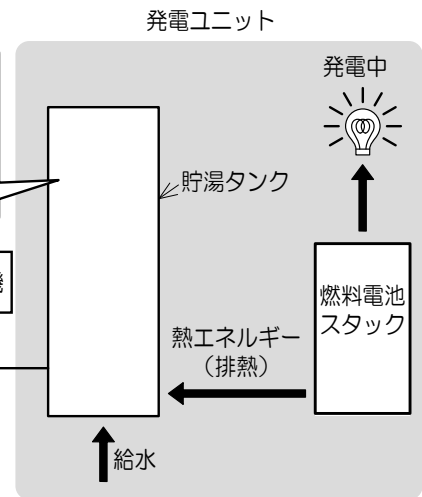 発電ユニット
発電中
貯湯タンク
燃料電池
スタック
熱エネルギー
（排熱）
給水